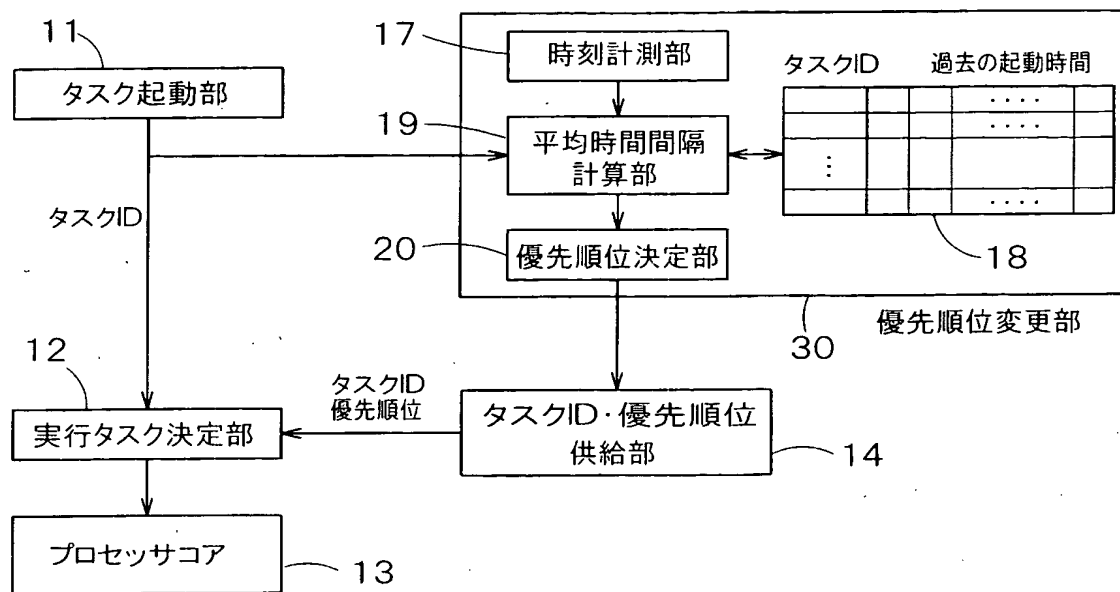 11
タスク起動部
17
時刻計測部
タスクID
過去の起動時間
‥‥
‥‥
19
平均時間間隔
計算部
⋮
‥‥
タスクID
20
優先順位決定部
18
優先順位変更部
30
12
タスクID
優先順位
実行タスク決定部
タスクID・優先順位
供給部
14
プロセッサコア
13